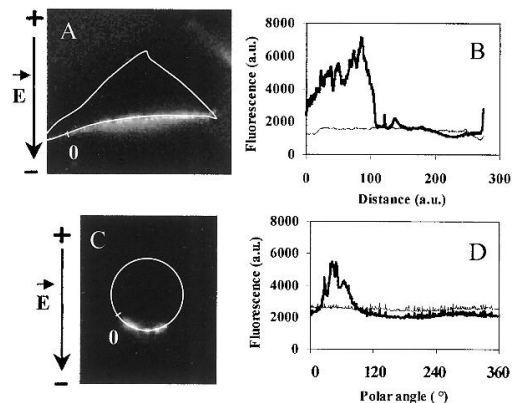 A
+
E
−
0
B
Fluorescence (a.u.)
8000
6000
4000
2000
0
0
100
200
300
Distance (a.u.)
C
+
E
−
0
D
Fluorescence (a.u.)
8000
6000
4000
2000
0
0
120
240
360
Polar angle (°)